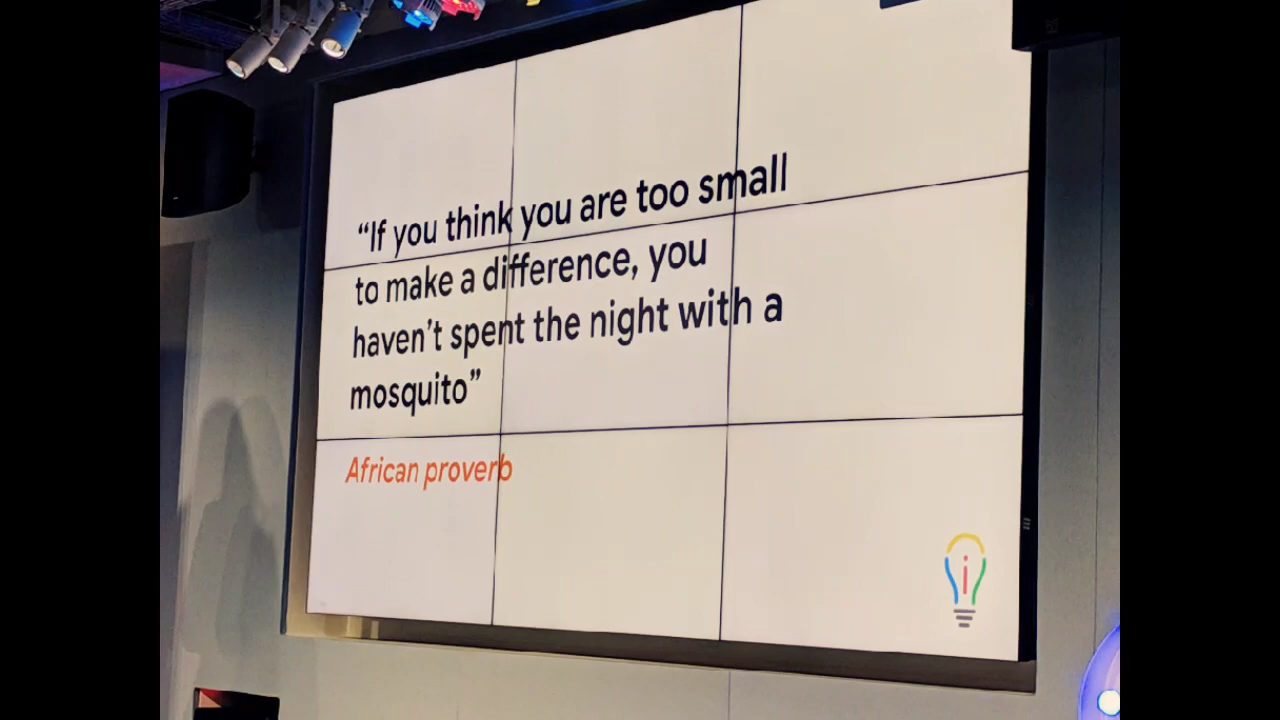 “If you think you are too small
to make a difference, you
haven’t spent the night with a
mosquito”
African proverb